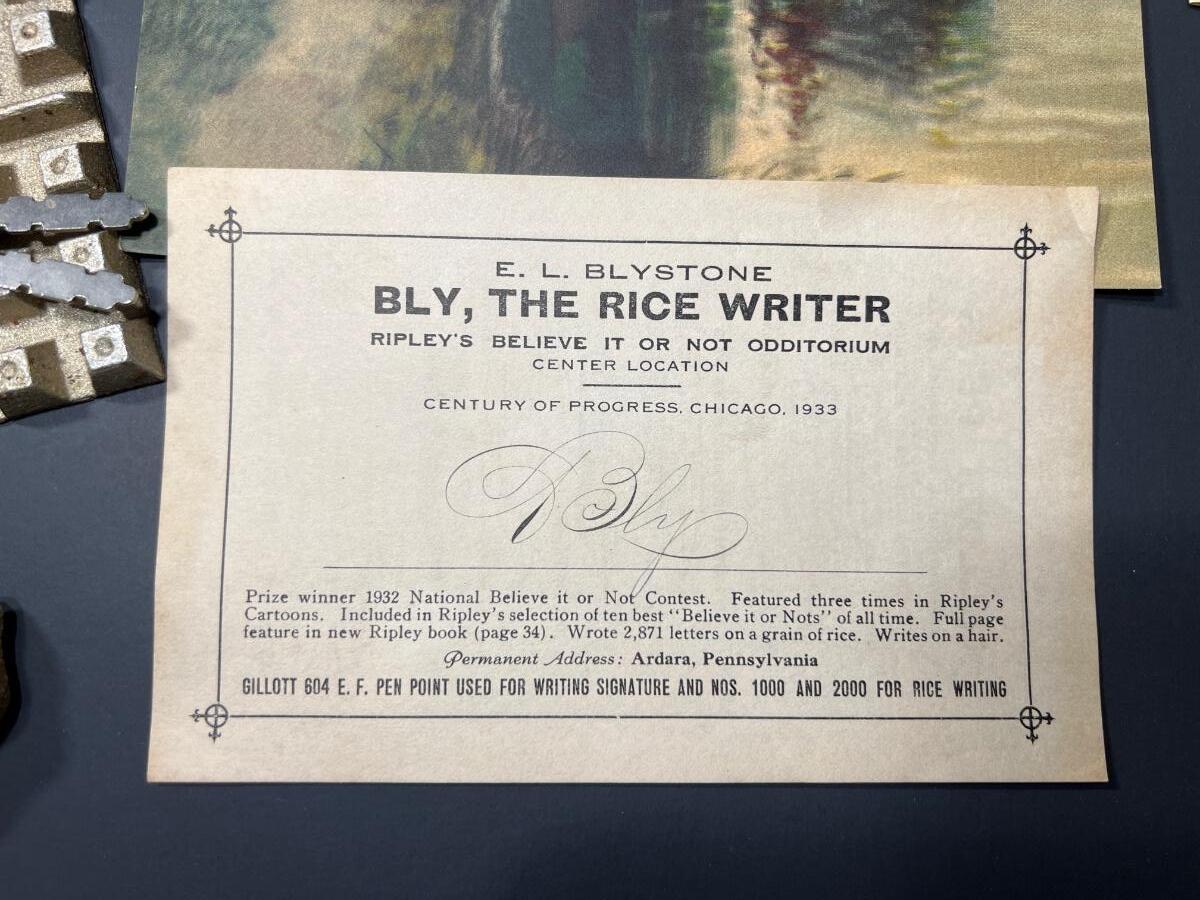 E. L. BLYSTONE
BLY, THE RICE WRITER
RIPLEY'S BELIEVE IT OR NOT ODDITORIUM
CENTER LOCATION
CENTURY OF PROGRESS, CHICAGO, 1933
Bly
Prize winner 1932 National Believe it or Not Contest. Featured three times in Ripley's
Cartoons. Included in Ripley's selection of ten best "Believe it or Nots" of all time. Full page
feature in new Ripley book (page 34). Wrote 2,871 letters on a grain of rice. Writes on a hair.
Permanent Address: Ardara, Pennsylvania
GILLOTT 604 E. F. PEN POINT USED FOR WRITING SIGNATURE AND NOS. 1000 AND 2000 FOR RICE WRITING